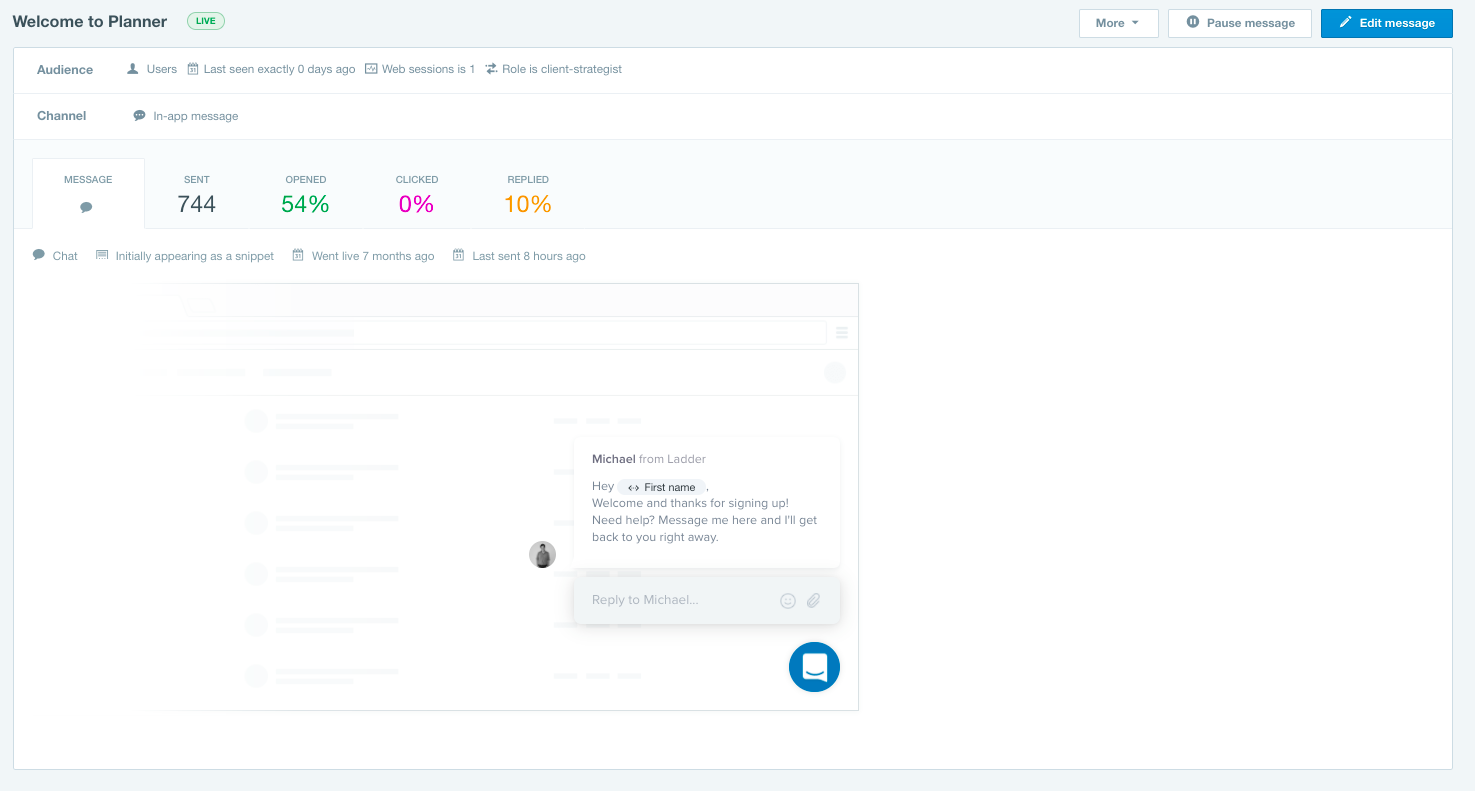 Welcome to Planner LIVE More Pause message Edit message
Audience Users Last seen exactly 0 days ago Web sessions is 1 Role is client-strategist
Channel In-app message
MESSAGE SENT OPENED CLICKED REPLIED
744 54% 0% 10%
Chat Initially appearing as a snippet Went live 7 months ago Last sent 8 hours ago
Michael from Ladder
Hey First name,
Welcome and thanks for signing up!
Need help? Message me here and I'll get
back to you right away.
Reply to Michael...